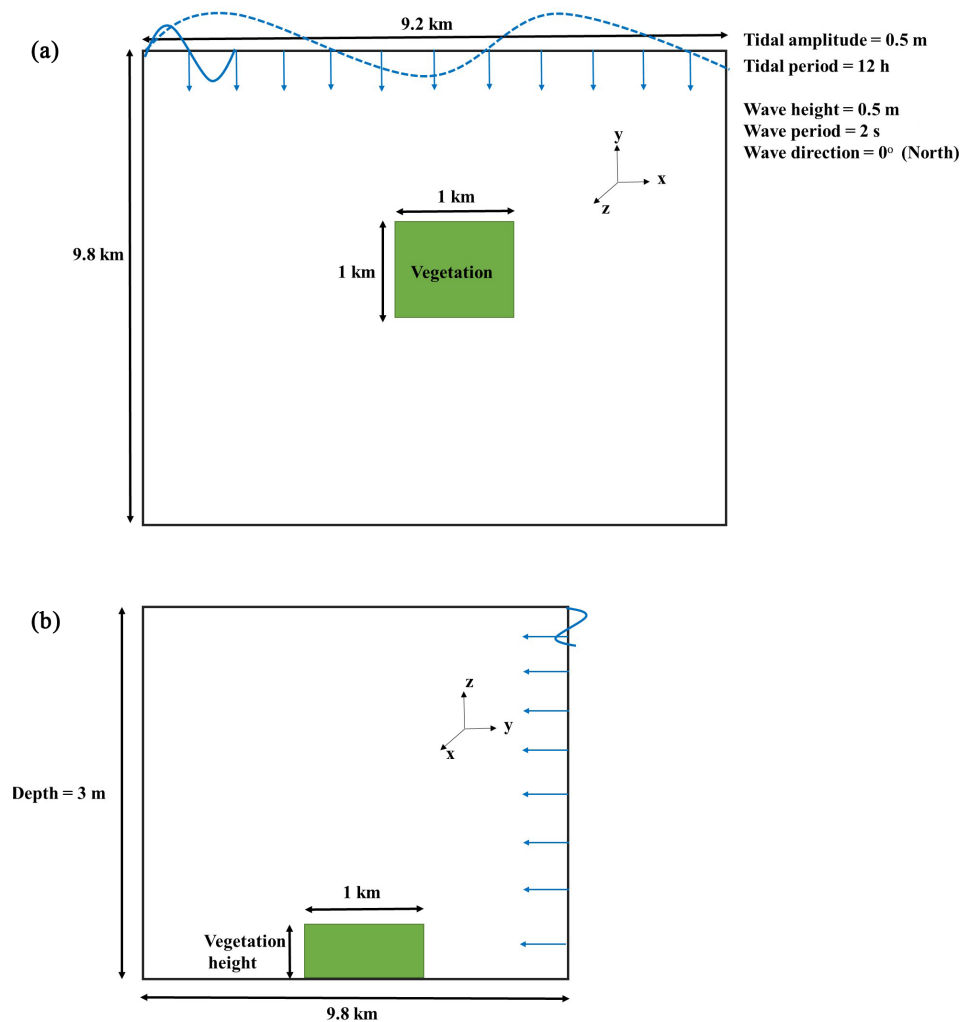 (a)
9.2 km
Tidal amplitude = 0.5 m
Tidal period = 12 h
Wave height = 0.5 m
Wave period = 2 s
Wave direction = 0° (North)
y
x
z
1 km
9.8 km
1 km
Vegetation
(b)
z
y
x
Depth = 3 m
1 km
Vegetation
height
9.8 km